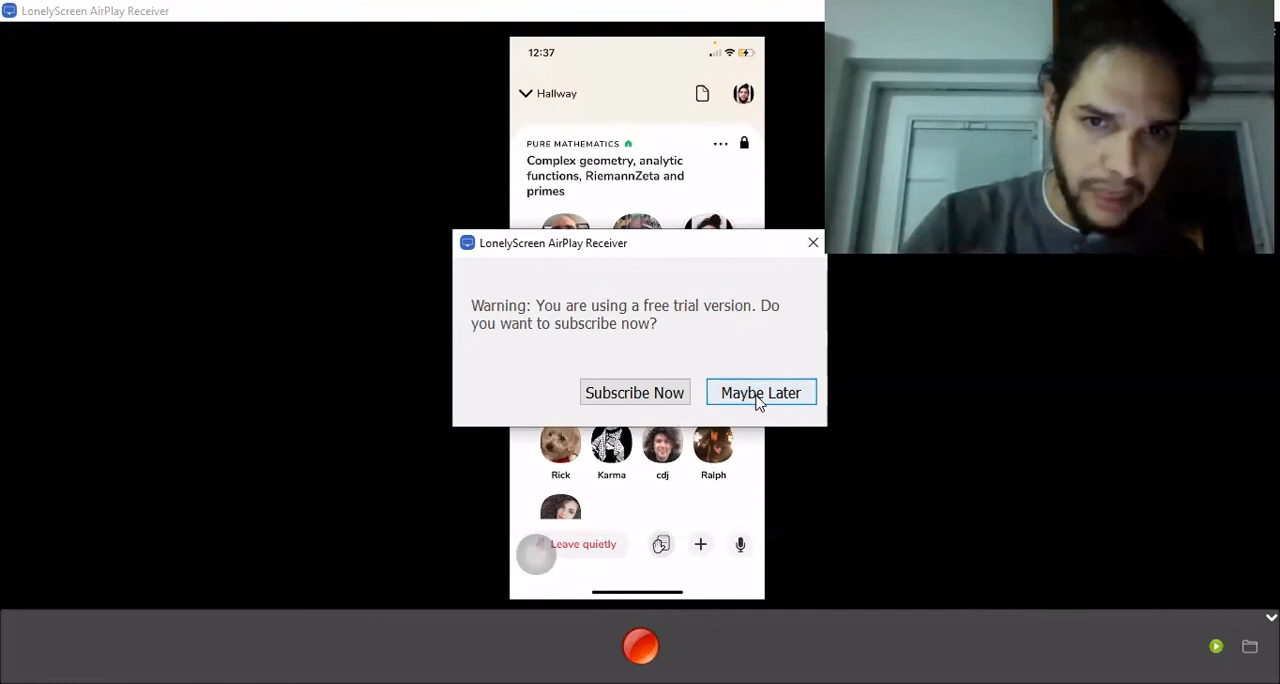 LonelyScreen AirPlay Receiver
12:37
Hallway
PURE MATHEMATICS
Complex geometry, analytic
functions, RiemannZeta and
primes
LonelyScreen AirPlay Receiver
Warning: You are using a free trial version. Do
you want to subscribe now?
Subscribe Now
Maybe Later
Rick
Karma
cdj
Ralph
Leave quietly